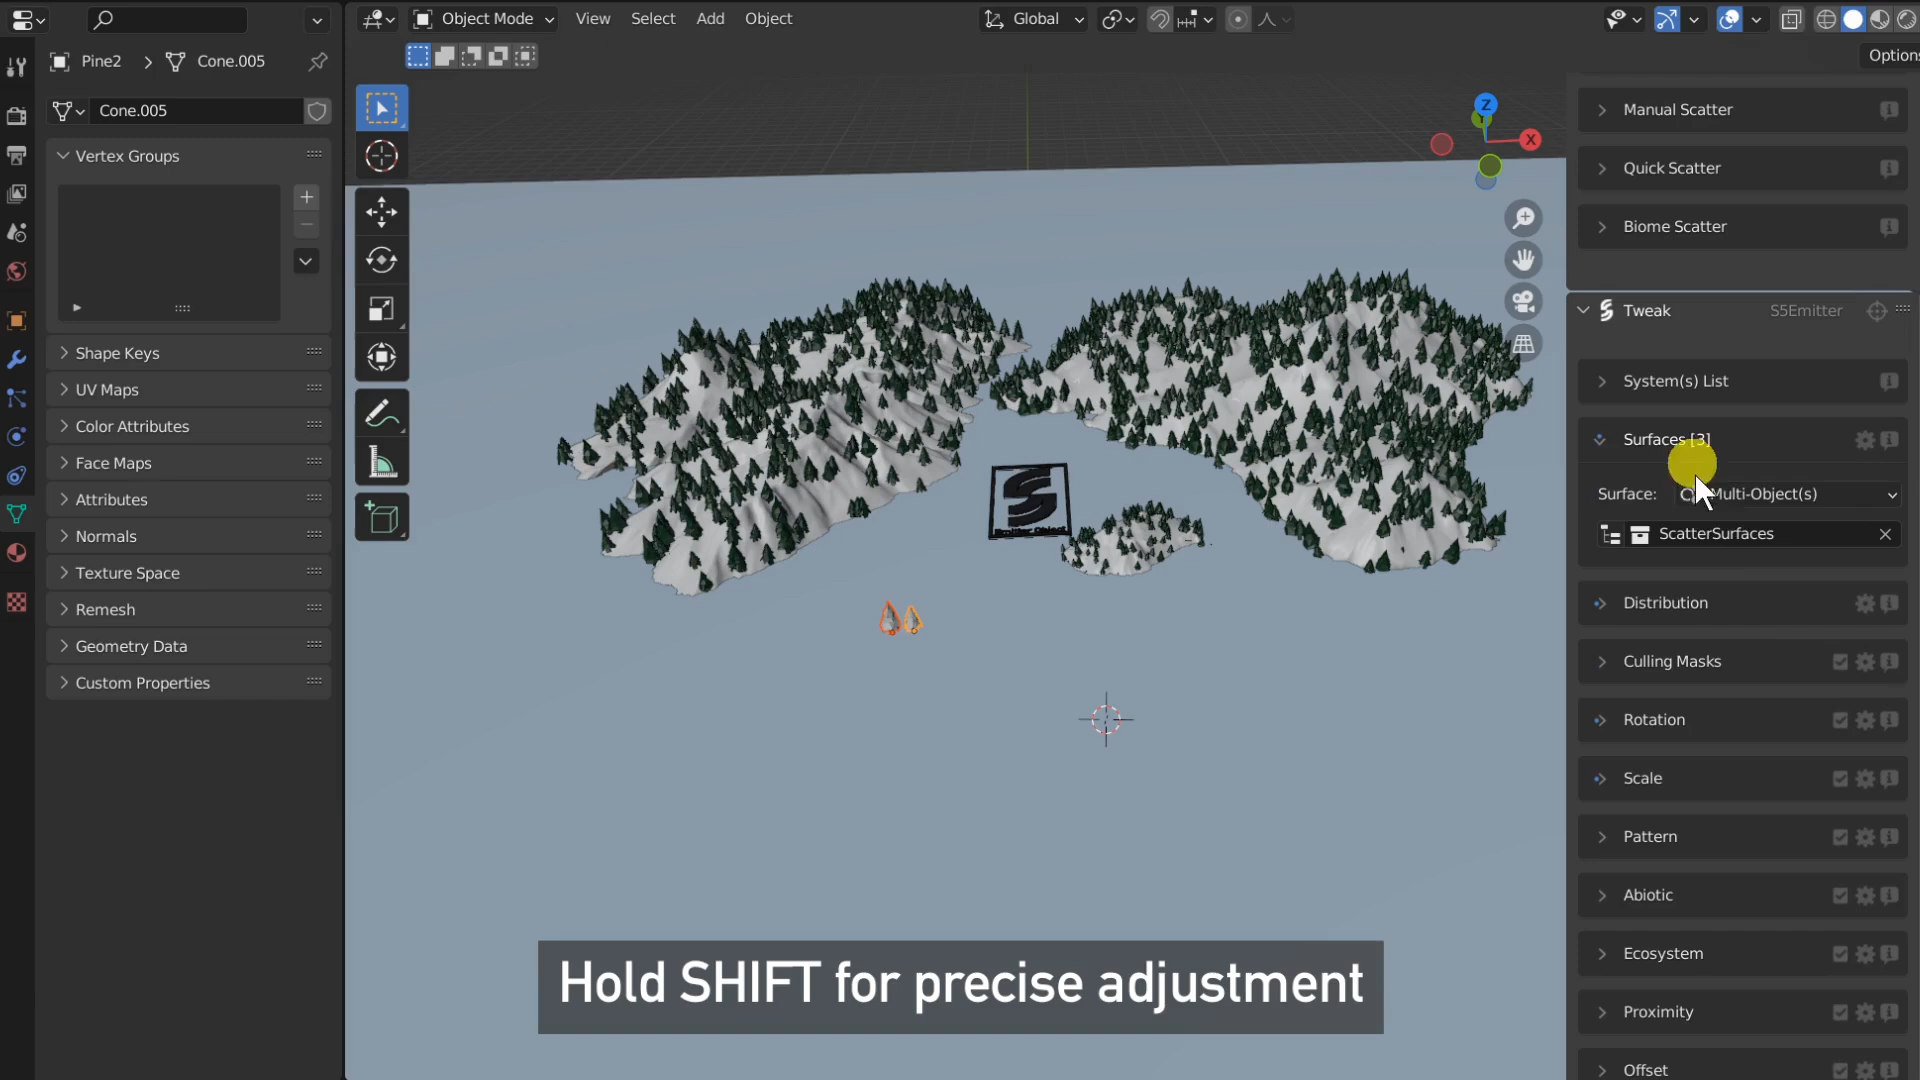 Object Mode
View
Select
Add
Object
Global
Options
Pine2
Cone.005
Cone.005
Vertex Groups
Shape Keys
UV Maps
Color Attributes
Face Maps
Attributes
Normals
Texture Space
Remesh
Geometry Data
Custom Properties
Z
Y
X
Emitter Object
Hold SHIFT for precise adjustment
Manual Scatter
Quick Scatter
Biome Scatter
Tweak
S5Emitter
System(s) List
Surfaces [3]
Surface:
Multi-Object(s)
ScatterSurfaces
Distribution
Culling Masks
Rotation
Scale
Pattern
Abiotic
Ecosystem
Proximity
Offset